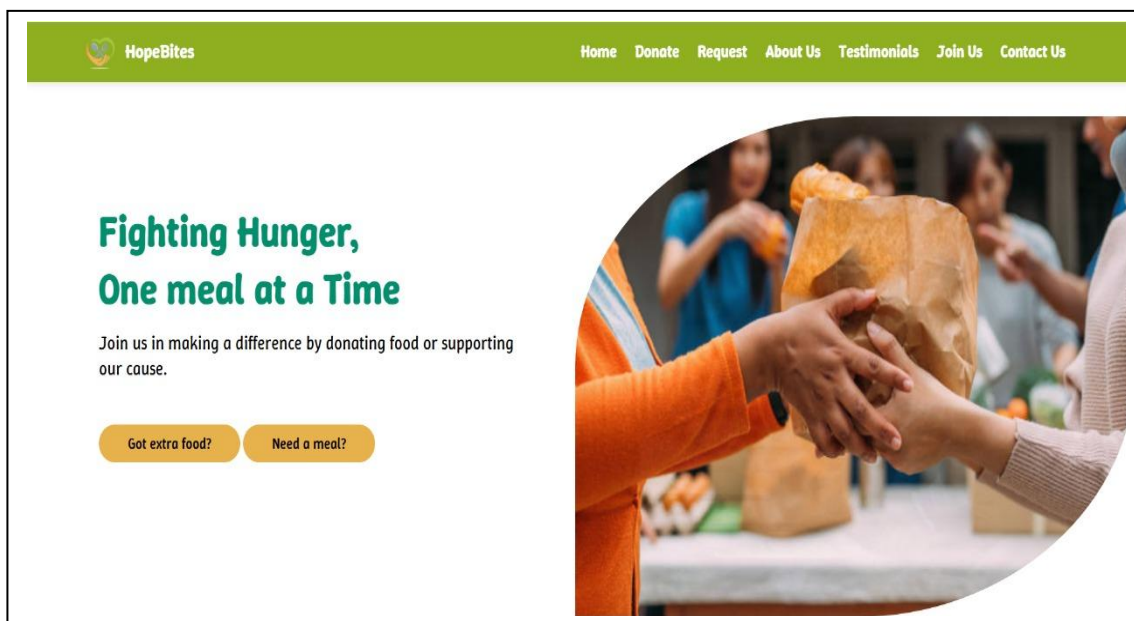 HopeBites
Home Donate Request About Us Testimonials Join Us Contact Us
Fighting Hunger,
One meal at a Time
Join us in making a difference by donating food or supporting
our cause.
Got extra food? Need a meal?